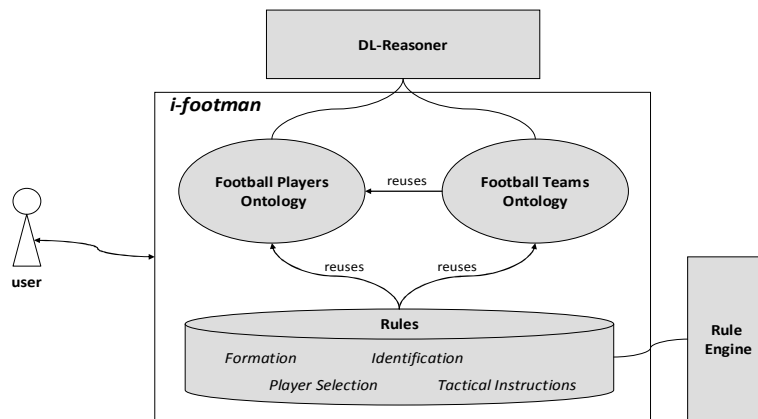 DL-Reasoner
i-footman
Football Players
Ontology
reuses
Football Teams
Ontology
user
reuses
reuses
Rules
Formation
Identification
Player Selection
Tactical Instructions
Rule
Engine